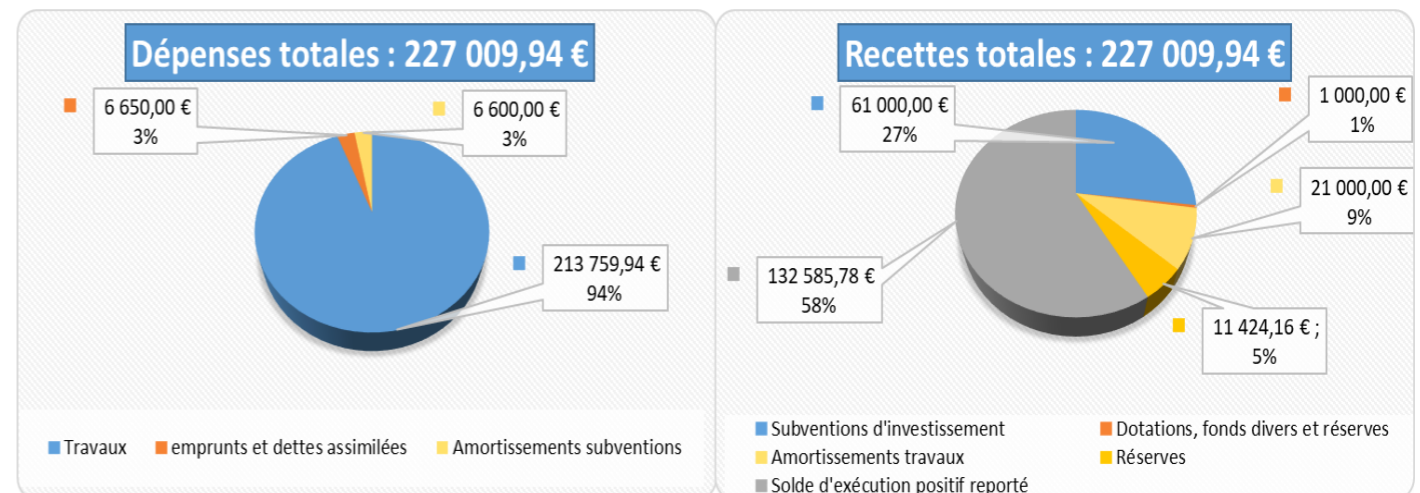 Dépenses totales : 227 009,94 €
6 650,00 €
3%
6 600,00 €
3%
213 759,94 €
94%
Travaux
emprunts et dettes assimilées
Amortissements subventions
Recettes totales : 227 009,94 €
61 000,00 €
27%
1 000,00 €
1%
21 000,00 €
9%
132 585,78 €
58%
11 424,16 € ;
5%
Subventions d'investissement
Dotations, fonds divers et réserves
Amortissements travaux
Réserves
Solde d'exécution positif reporté